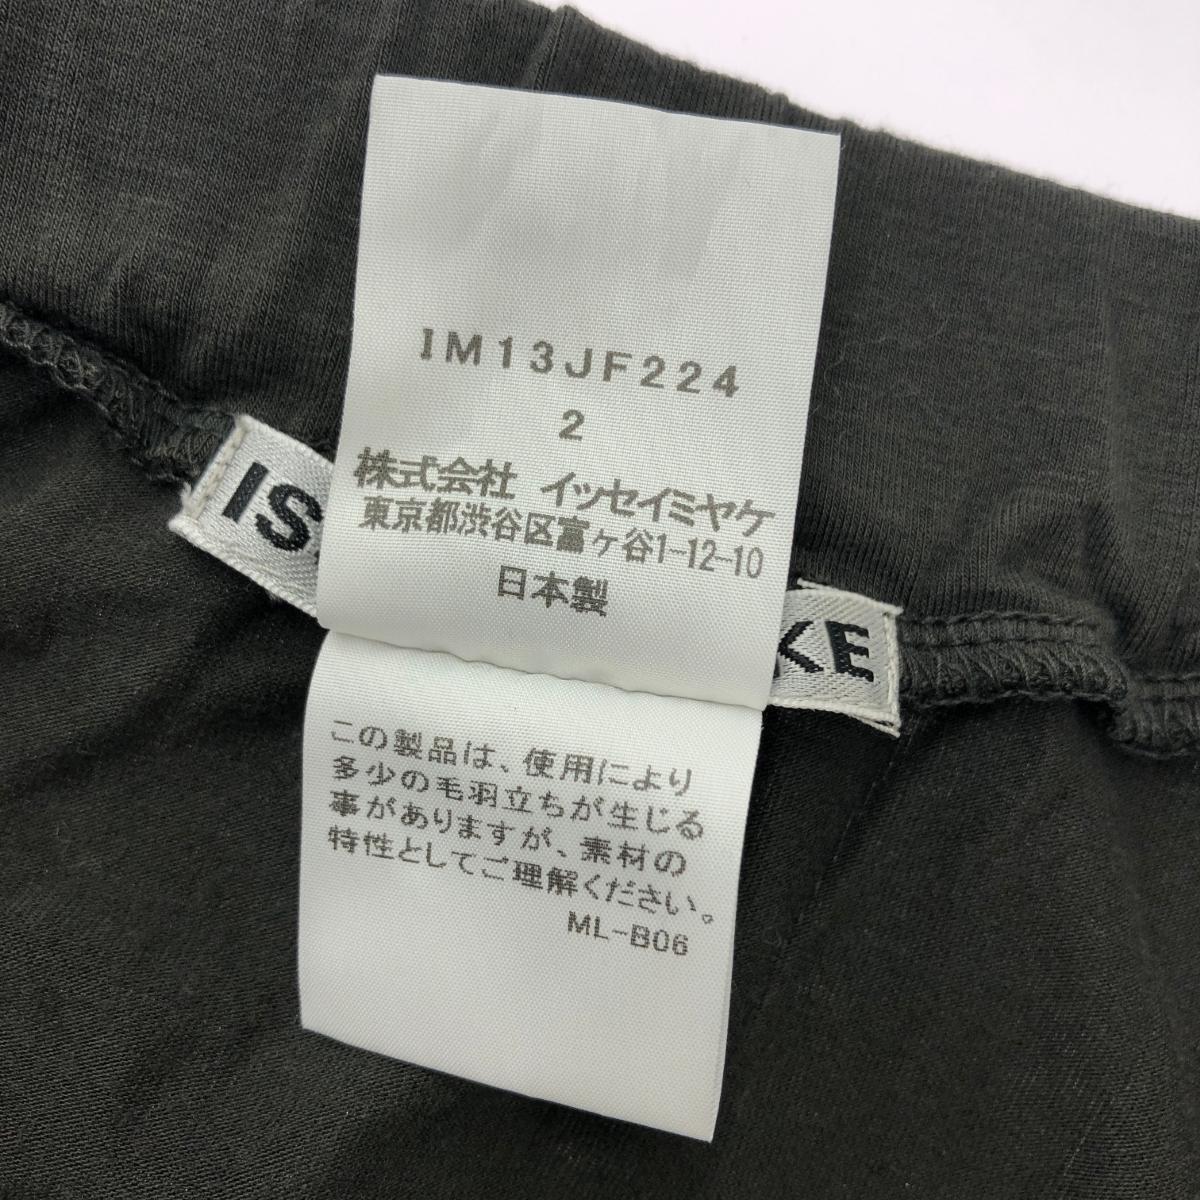 IM13JF224
2
株式会社 イッセイミヤケ
東京都渋谷区富ヶ谷1-12-10
日本製
IS
KE
この製品は、使用により
多少の毛羽立ちが生じる
事がありますが、素材の
特性としてご理解ください。
ML-B06